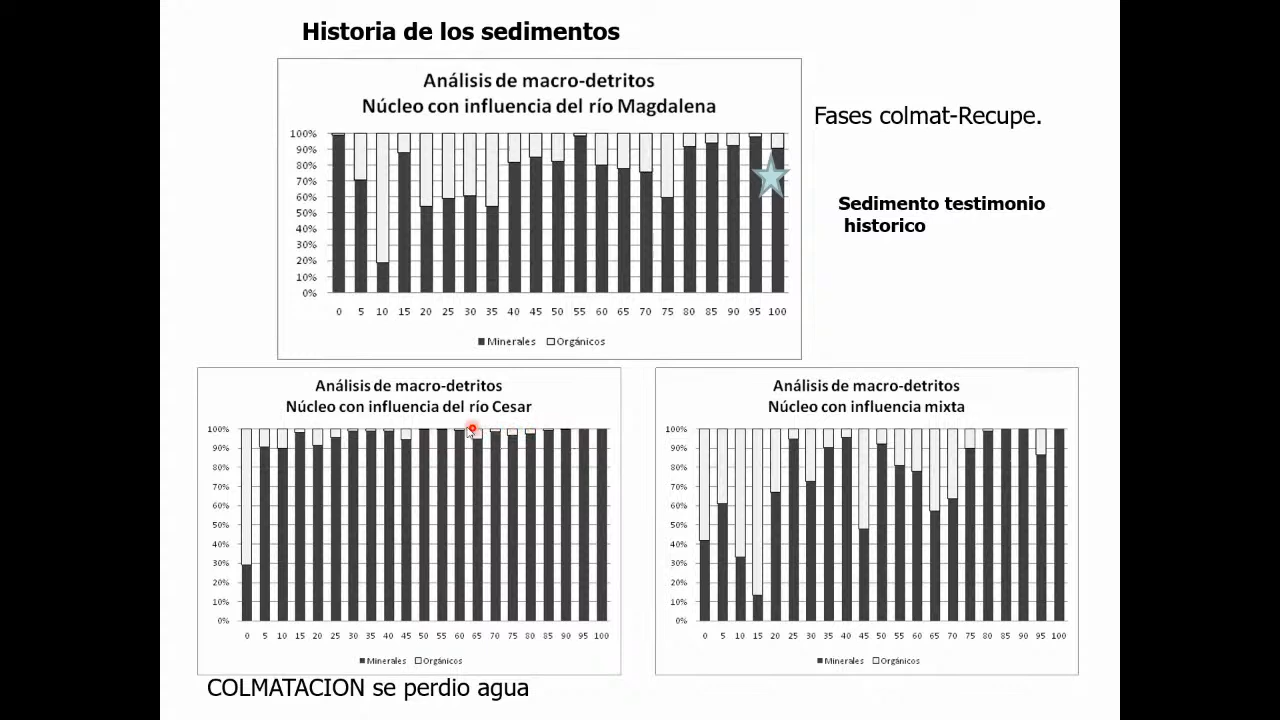 Historia de los sedimentos
Análisis de macro-detritos
Núcleo con influencia del río Magdalena
100%
90%
80%
70%
60%
50%
40%
30%
20%
10%
0%
0 5 10 15 20 25 30 35 40 45 50 55 60 65 70 75 80 85 90 95 100
Minerales Orgánicos
Fases colmat-Recupe.
Sedimento testimonio
historico
Análisis de macro-detritos
Núcleo con influencia del río Cesar
100%
90%
80%
70%
60%
50%
40%
30%
20%
10%
0%
0 5 10 15 20 25 30 35 40 45 50 55 60 65 70 75 80 85 90 95 100
Minerales Orgánicos
Análisis de macro-detritos
Núcleo con influencia mixta
100%
90%
80%
70%
60%
50%
40%
30%
20%
10%
0%
0 5 10 15 20 25 30 35 40 45 50 55 60 65 70 75 80 85 90 95 100
Minerales Orgánicos
COLMATACION se perdio agua